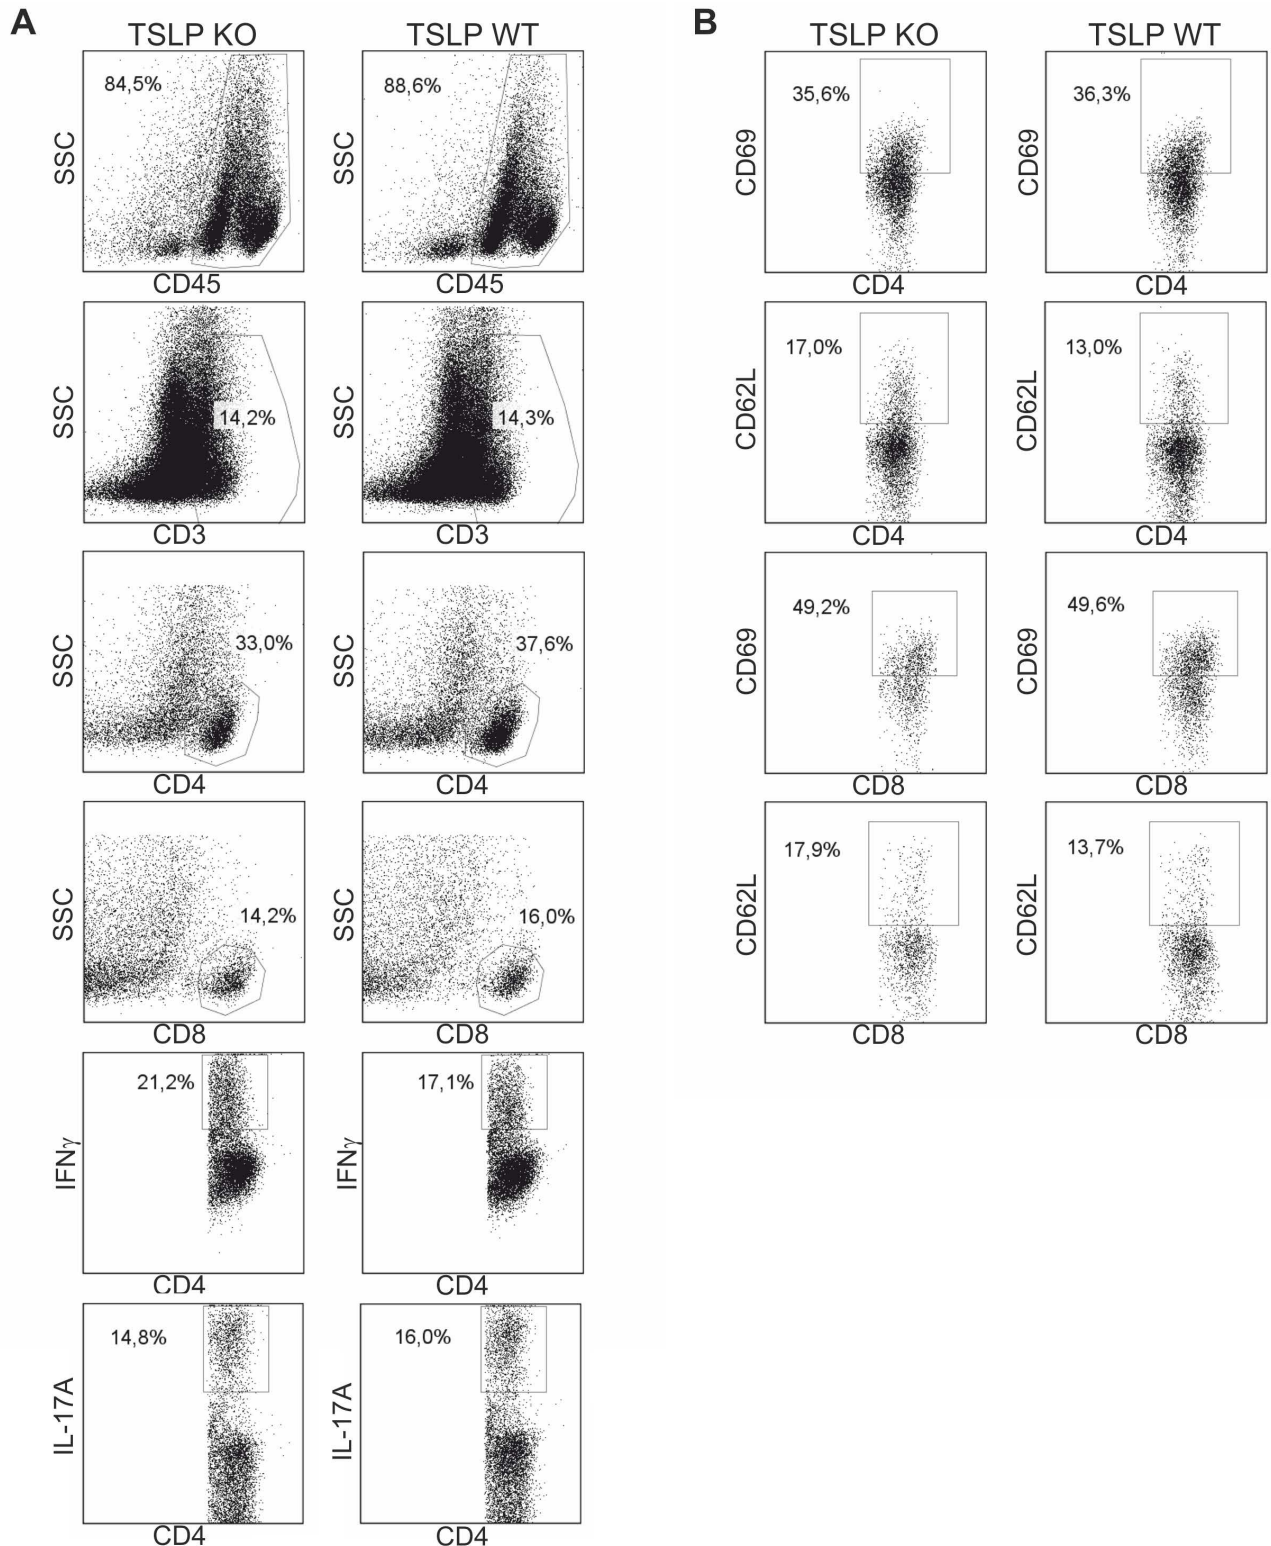 A
TSLP KO TSLP WT
84,5% 88,6%
SSC SSC
CD45 CD45
14,2% 14,3%
SSC SSC
CD3 CD3
33,0% 37,6%
SSC SSC
CD4 CD4
14,2% 16,0%
SSC SSC
CD8 CD8
21,2% 17,1%
IFNγ IFNγ
CD4 CD4
14,8% 16,0%
IL-17A IL-17A
CD4 CD4
B
TSLP KO TSLP WT
35,6% 36,3%
CD69 CD69
CD4 CD4
17,0% 13,0%
CD62L CD62L
CD4 CD4
49,2% 49,6%
CD69 CD69
CD8 CD8
17,9% 13,7%
CD62L CD62L
CD8 CD8